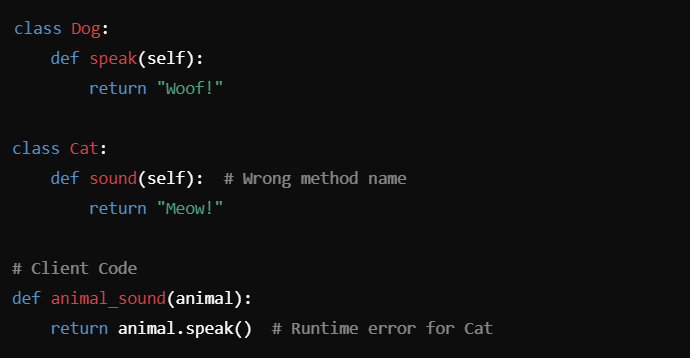 class Dog:
    def speak(self):
        return "Woof!"

class Cat:
    def sound(self):  # Wrong method name
        return "Meow!"

# Client Code
def animal_sound(animal):
    return animal.speak()  # Runtime error for Cat